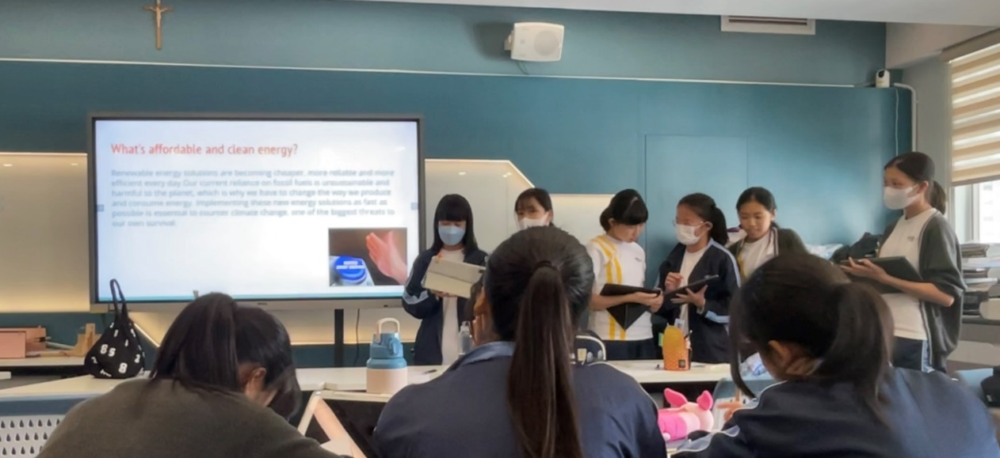 What's affordable and clean energy?
Renewable energy solutions are becoming cheaper, more reliable and more
efficient every day. Our current reliance on fossil fuels is unsustainable and
harmful to the planet, which is why we have to change the way we produce
and consume energy. Implementing these new energy solutions as fast as
possible is essential to counter climate change, one of the biggest threats to
our own survival
8 5
8